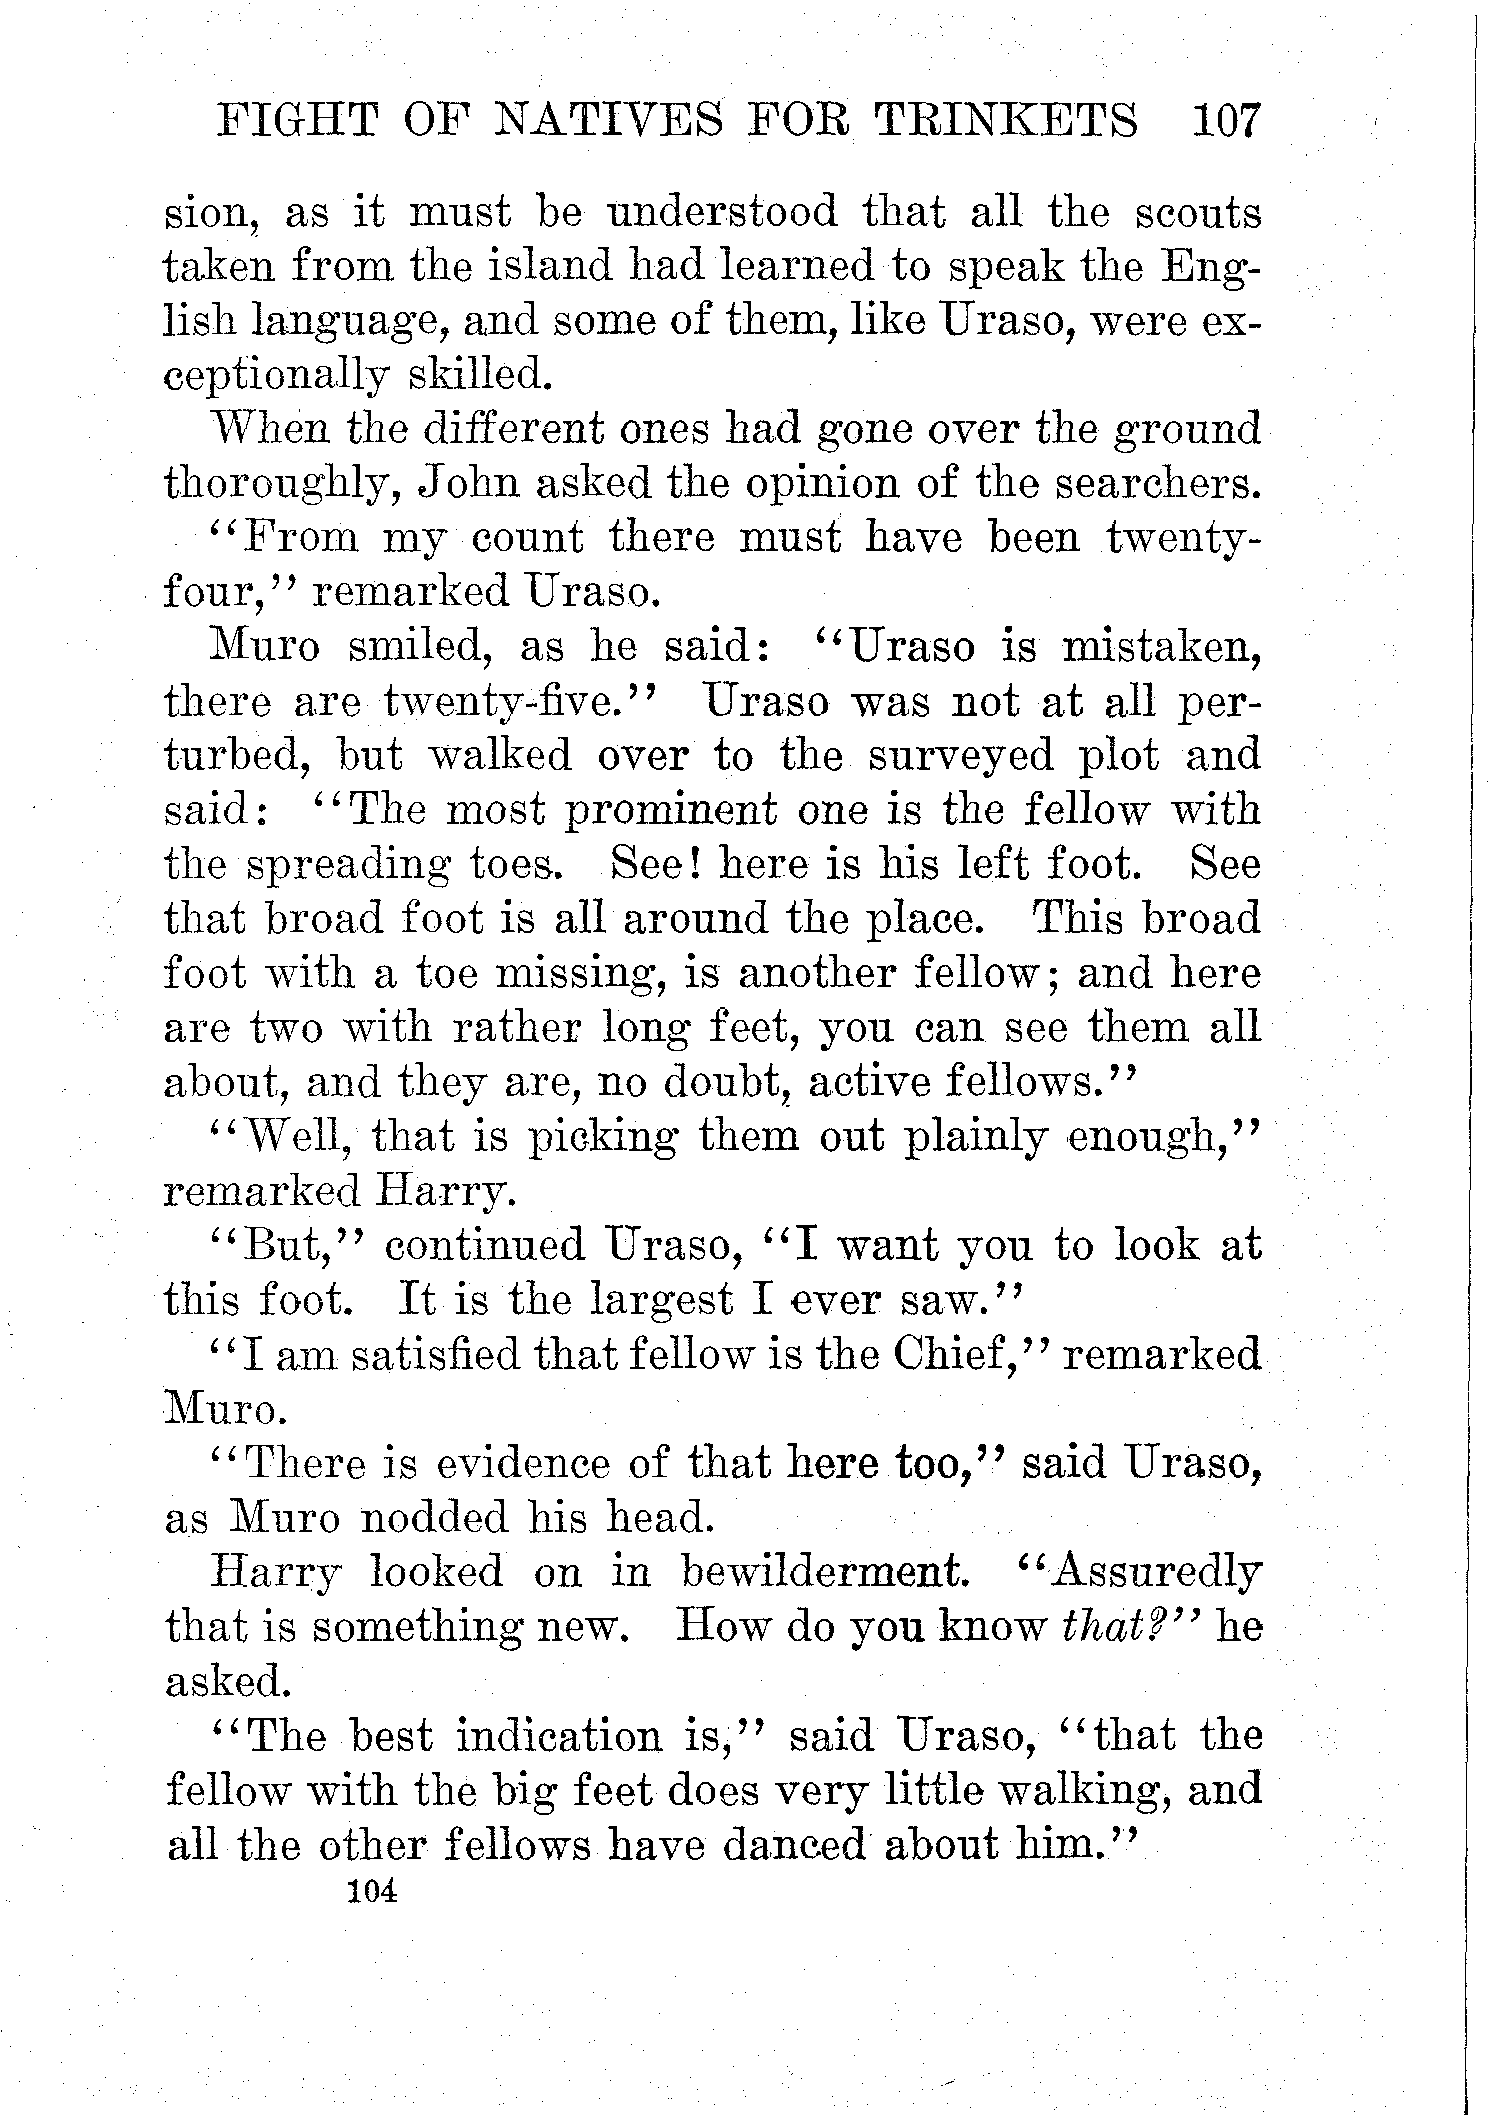 FIGHT OF NATIVES FOR TRINKETS 107
sion, as it must be understood that all the scouts
taken from the island had learned to speak the Eng-
lish language, and some of them, like Uraso, were ex-
ceptionally skilled.
When the different ones had gone over the ground
thoroughly, John asked the opinion of the searchers.
"From my count there must have been twenty-
four," remarked Uraso.
Muro smiled, as he said: "Uraso is mistaken,
there are twenty-five." Uraso was not at all per-
turbed, but walked over to the surveyed plot and
said: "The most prominent one is the fellow with
the spreading toes. See! here is his left foot. See
that broad foot is all around the place. This broad
foot with a toe missing, is another fellow; and here
are two with rather long feet, you can see them all
about, and they are, no doubt, active fellows."
"Well, that is picking them out plainly enough,"
remarked Harry.
"But," continued Uraso, "I want you to look at
this foot. It is the largest I ever saw."
"I am satisfied that fellow is the Chief," remarked
Muro.
"There is evidence of that here too," said Uraso,
as Muro nodded his head.
Harry looked on in bewilderment. "Assuredly
that is something new. How do you know that?" he
asked.
"The best indication is," said Uraso, "that the
fellow with the big feet does very little walking, and
all the other fellows have danced about him."
104